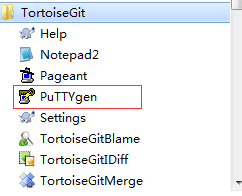 TortoiseGit
Help
Notepad2
Pageant
PuTTYgen
Settings
TortoiseGitBlame
TortoiseGitIDiff
TortoiseGitMerge